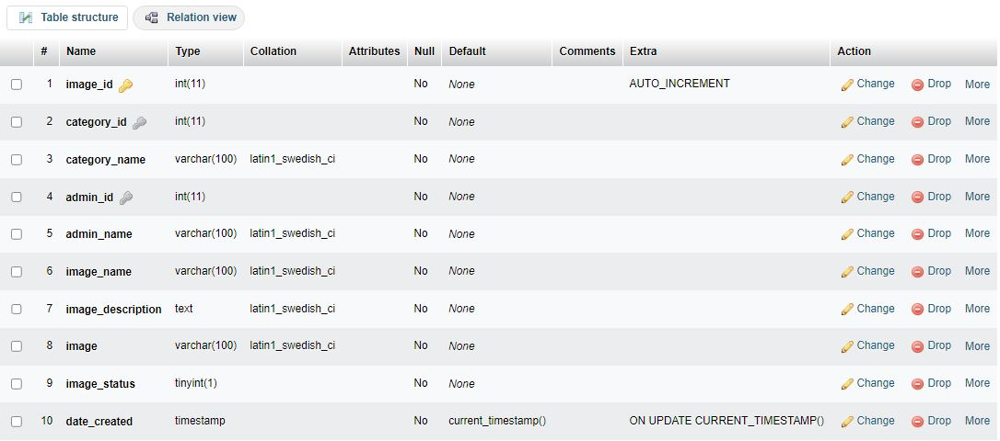 Table structure Relation view
# Name Type Collation Attributes Null Default Comments Extra Action
1 image_id int(11) No None AUTO_INCREMENT Change Drop More
2 category_id int(11) No None Change Drop More
3 category_name varchar(100) latin1_swedish_ci No None Change Drop More
4 admin_id int(11) No None Change Drop More
5 admin_name varchar(100) latin1_swedish_ci No None Change Drop More
6 image_name varchar(100) latin1_swedish_ci No None Change Drop More
7 image_description text latin1_swedish_ci No None Change Drop More
8 image varchar(100) latin1_swedish_ci No None Change Drop More
9 image_status tinyint(1) No None Change Drop More
10 date_created timestamp No current_timestamp() ON UPDATE CURRENT_TIMESTAMP() Change Drop More